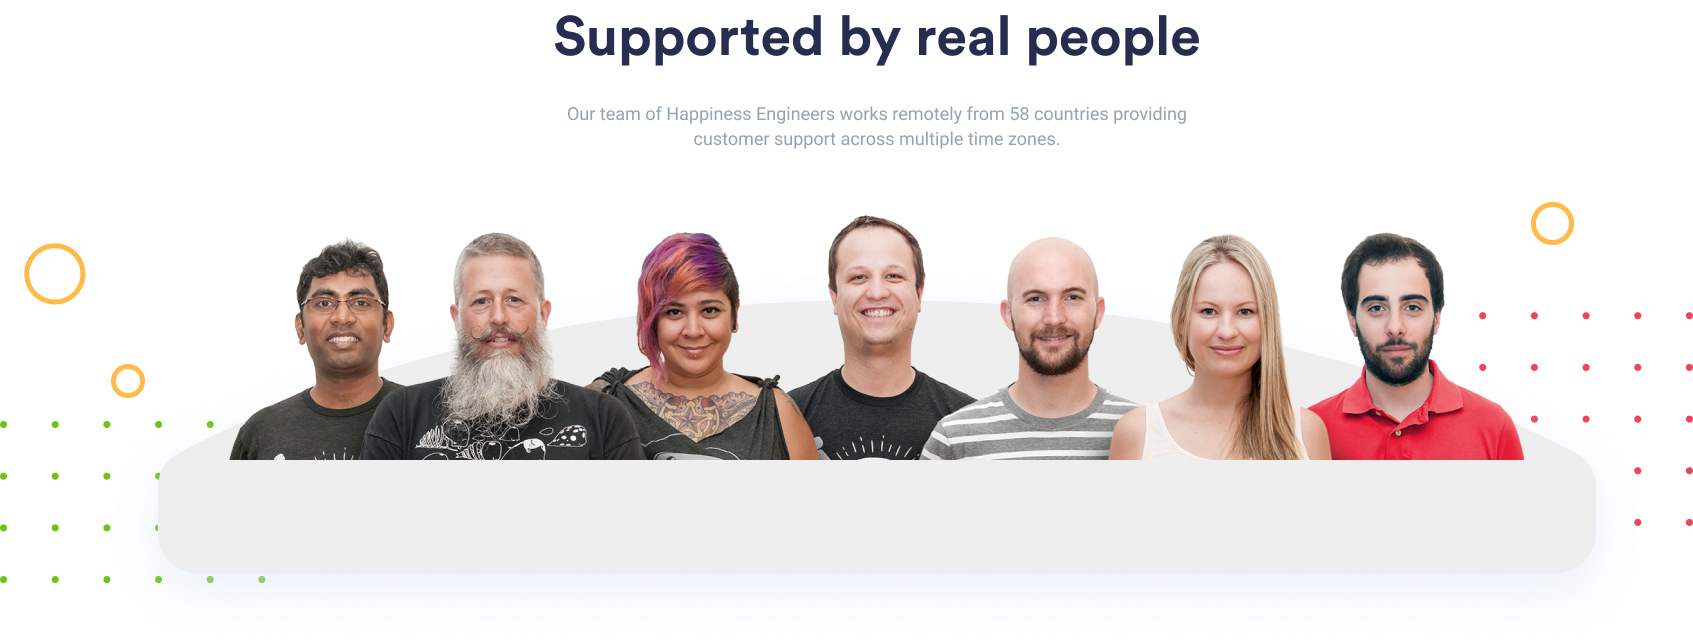 Supported by real people
Our team of Happiness Engineers works remotely from 58 countries providing
customer support across multiple time zones.